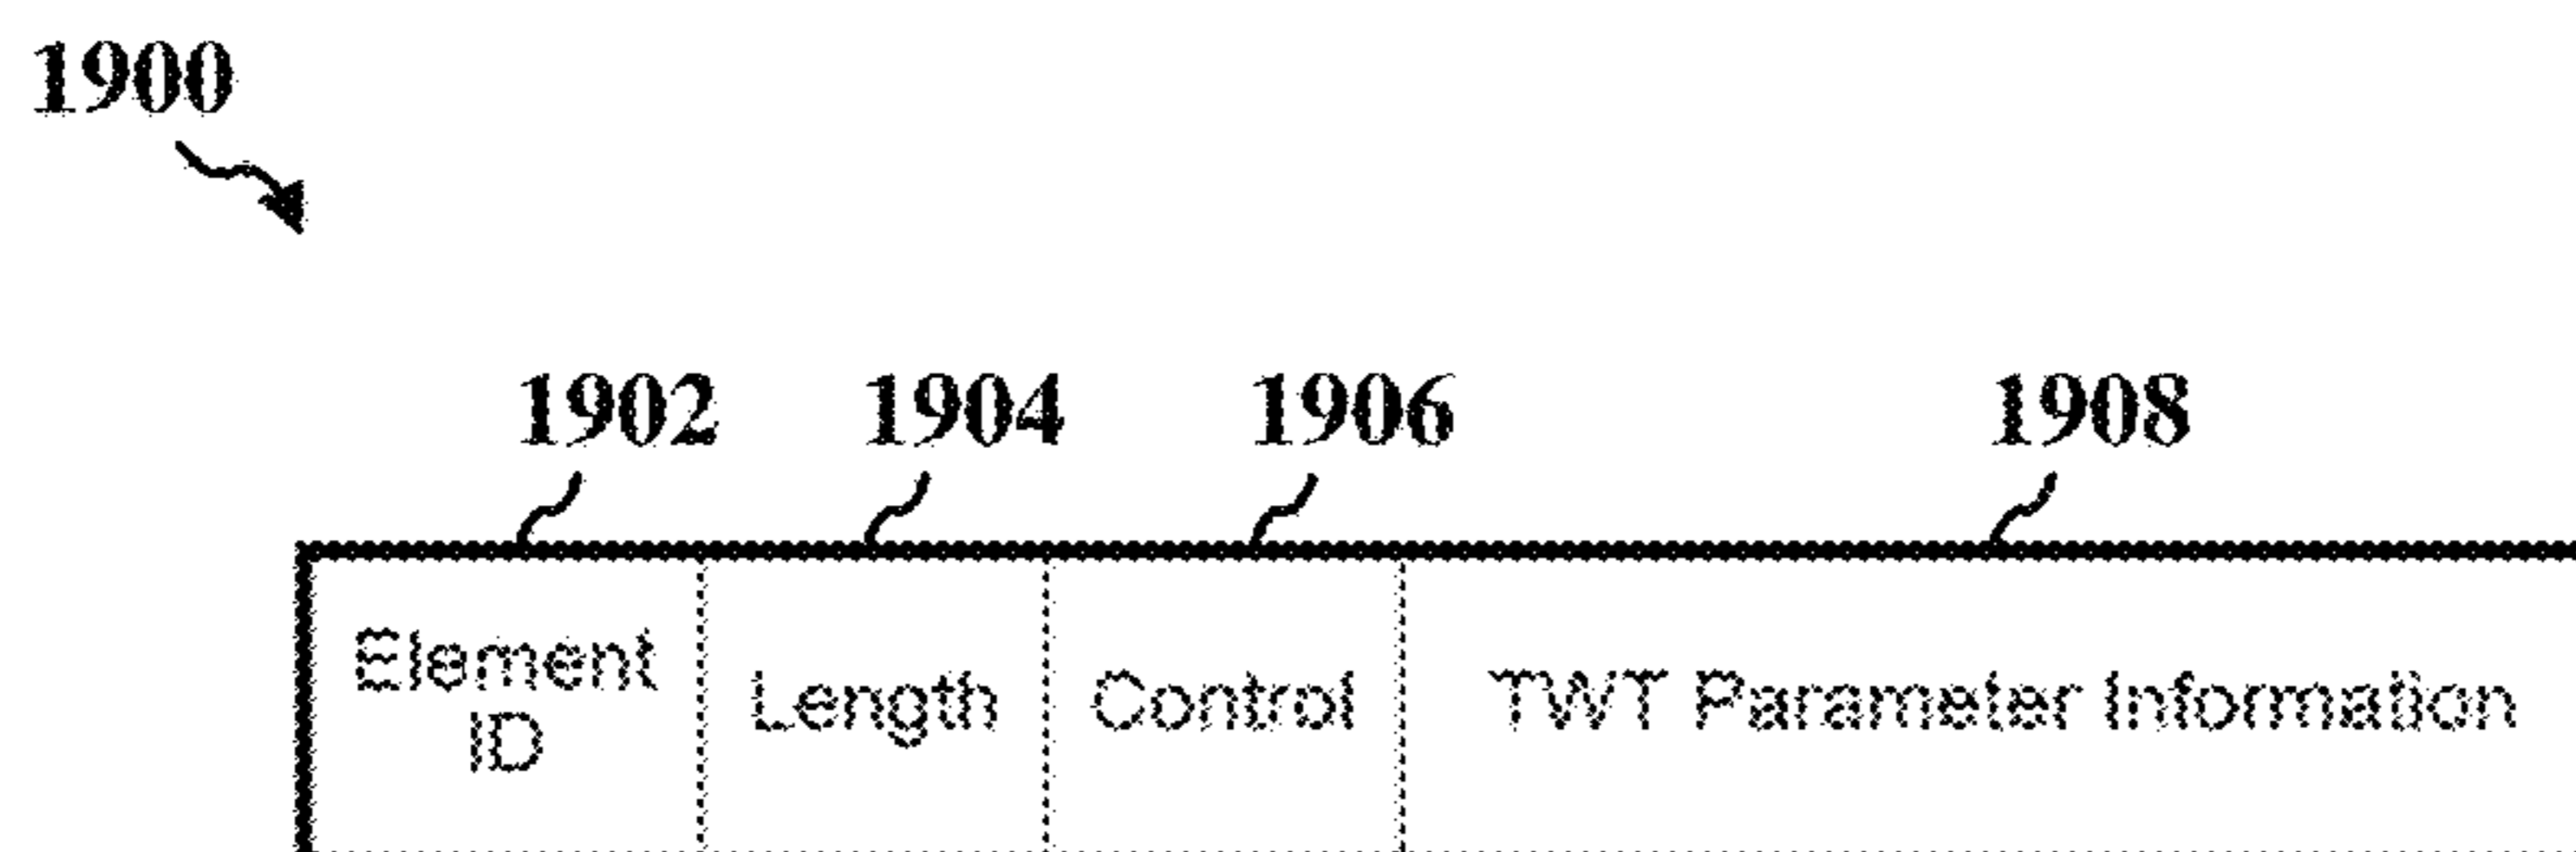 1900
1902 1904 1906 1908
Element
ID
Length
Control
TWT Parameter Information